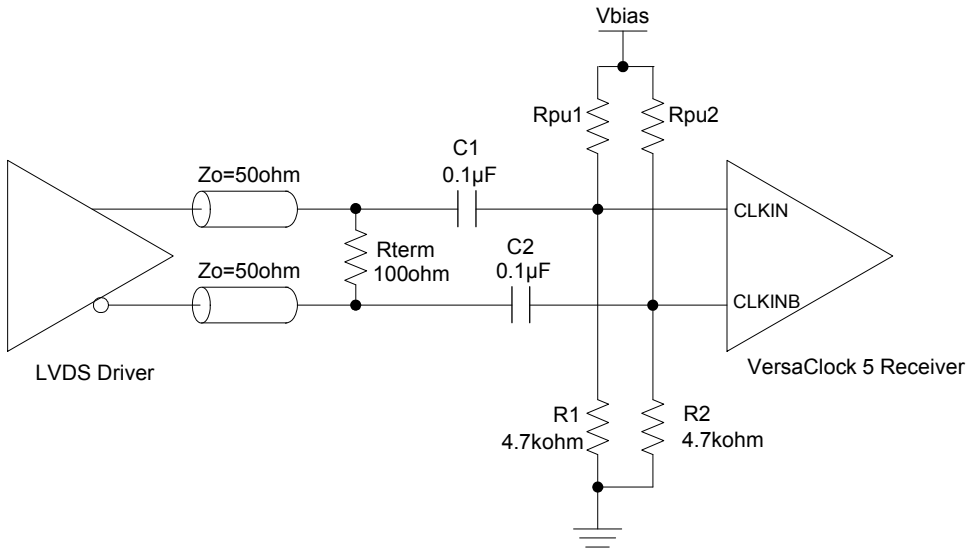 Vbias
Rpu1
Rpu2
C1
0.1µF
Zo=50ohm
CLKIN
Rterm
100ohm
C2
0.1µF
Zo=50ohm
CLKINB
LVDS Driver
VersaClock 5 Receiver
R1
4.7kohm
R2
4.7kohm